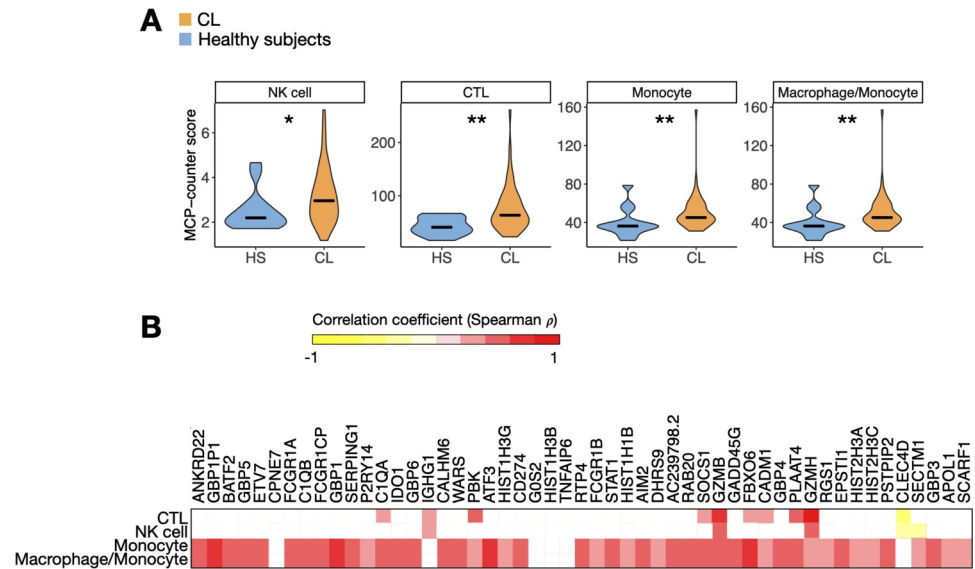 A
CL
Healthy subjects
NK cell
CTL
Monocyte
Macrophage/Monocyte
MCP−counter score
6
4
2
*
HS
CL
200
100
**
HS
CL
160
120
80
40
**
HS
CL
160
120
80
40
**
HS
CL
B
Correlation coefficient (Spearman ρ)
-1
1
ANKRD22
GBP1P1
BATF2
GBP5
ETV7
CPNE7
FCGR1A
C1QB
FCGR1CP
GBP1
SERPING1
P2RY14
C1QA
IDO1
GBP6
IGHG1
CALHM6
WARS
PBK
ATF3
HIST1H3G
CD274
G0S2
HIST1H3B
TNFAIP6
RTP4
FCGR1B
STAT1
HIST1H1B
AIM2
DHRS9
AC239798.2
RAB20
SOCS1
GZMB
GADD45G
FBXO6
CADM1
GBP4
PLAAT4
GZMH
RGS1
EPSTI1
HIST2H3A
HIST2H3C
PSTPIP2
CLEC4D
SECTM1
GBP3
APOL1
SCARF1
CTL
NK cell
Monocyte
Macrophage/Monocyte